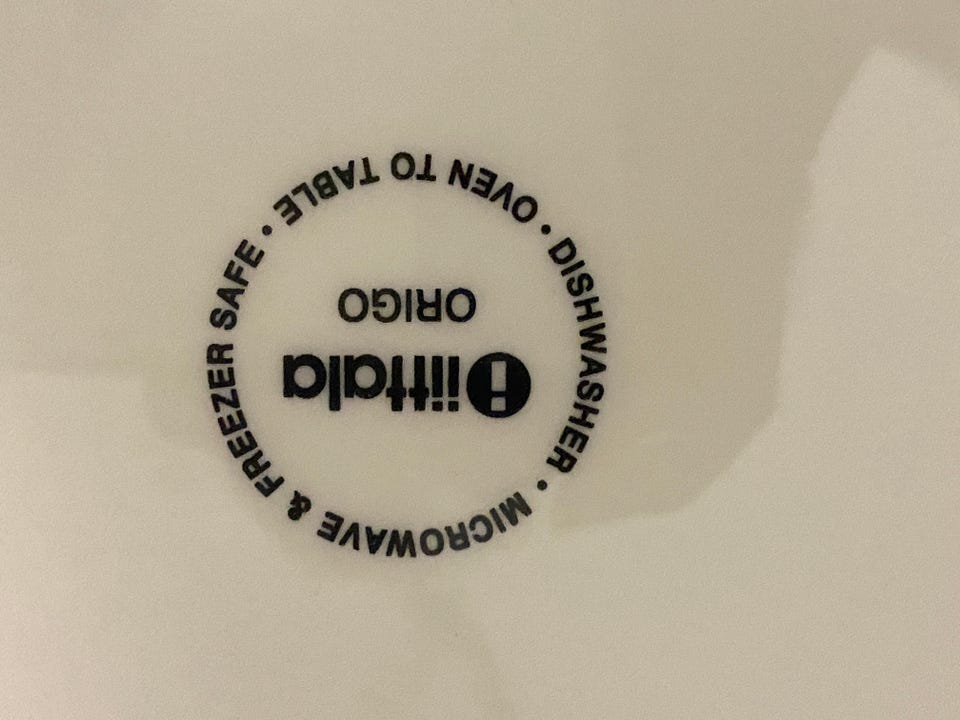 iittala
ORIGO
OVEN TO TABLE • DISHWASHER • MICROWAVE & FREEZER SAFE •